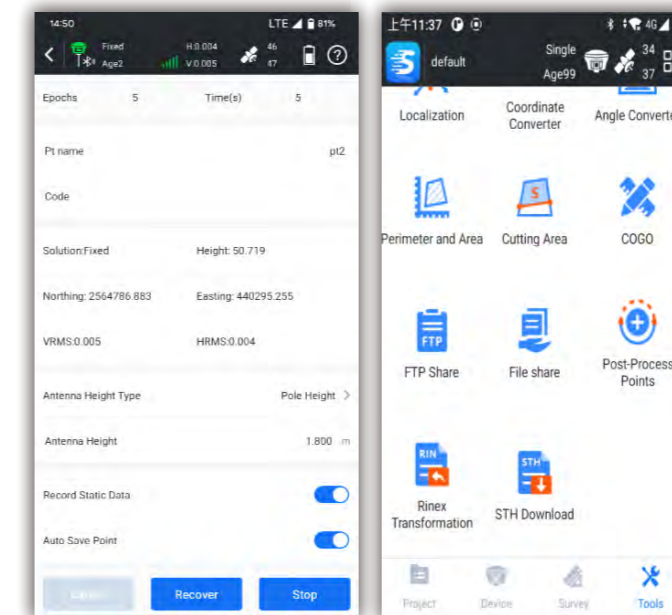 14:50
LTE 81%
Fixed
H:0.004
46
Age2
V:0.005
47
Epochs 5 Time(s) 5
Pt name pt2
Code
Solution:Fixed Height: 50.719
Northing: 2564786.883 Easting: 440295.255
VRMS:0.005 HRMS:0.004
Antenna Height Type Pole Height
Antenna Height 1.800 m
Record Static Data
Auto Save Point
Recover Stop
上午11:37
4G
default
Single
34
Age99
37
Localization
Coordinate
Converter
Angle Converte
Perimeter and Area
S
Cutting Area
COGO
FTP
FTP Share
File share
Post-Process
Points
RIN
Rinex
Transformation
STH
STH Download
Project Device Survey Tools